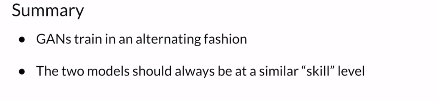 Summary
● GANs train in an alternating fashion
● The two models should always be at a similar “skill” level